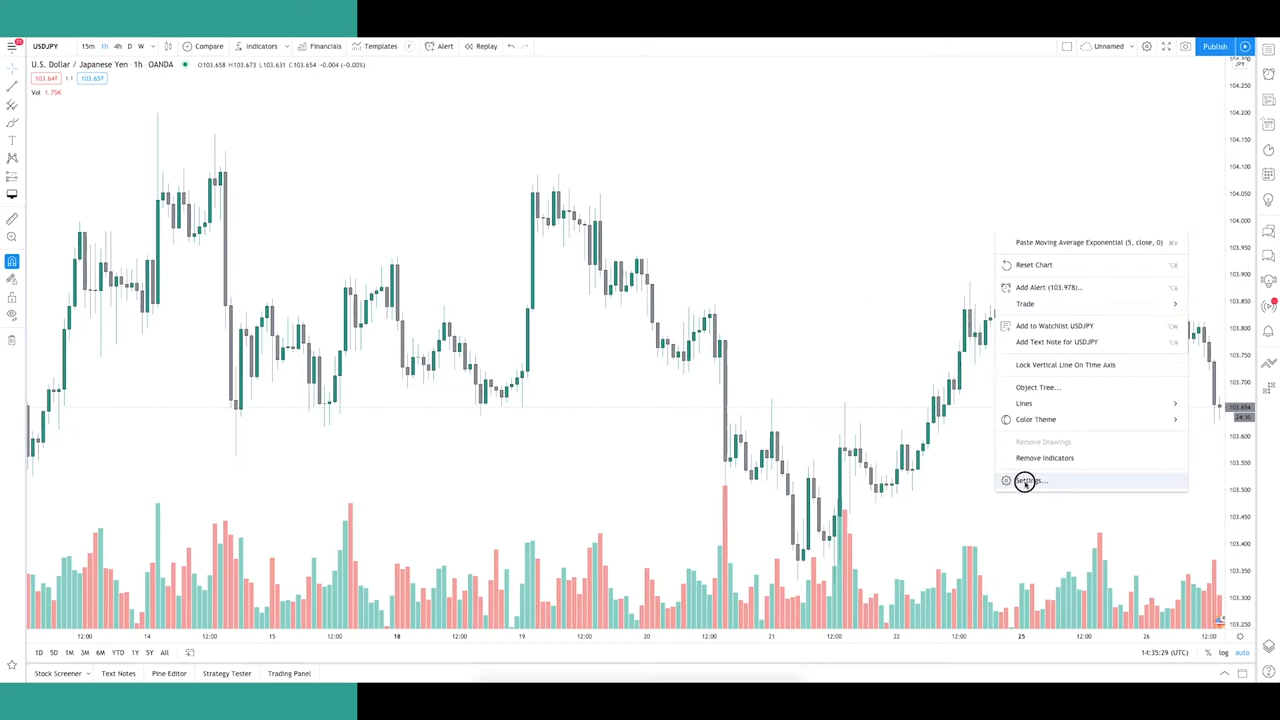 11
USDJPY 15m 1h 4h D W Compare Indicators Financials Templates Alert Replay Unnamed Publish
U.S. Dollar / Japanese Yen 1h OANDA O103.658 H103.673 L103.631 C103.654 −0.004 (−0.00%)
103.649 1.1 103.659
Vol 1.75K
JPY
104.250
104.200
104.150
104.100
104.050
104.000
103.950
103.900
103.850
103.800
103.750
103.700
103.654
24:30
103.600
103.550
103.500
103.450
103.400
103.350
103.300
103.250
Paste Moving Average Exponential (5, close, 0) ⌘V
Reset Chart ⌥R
Add Alert (103.978)... ⌥A
Trade
Add to Watchlist USDJPY ⌥W
Add Text Note for USDJPY ⌥N
Lock Vertical Line On Time Axis
Object Tree...
Lines
Color Theme
Remove Drawings
Remove Indicators
Settings...
12:00 14 12:00 15 12:00 18 12:00 19 12:00 20 12:00 21 12:00 22 12:00 25 12:00 26 12:00
1D 5D 1M 3M 6M YTD 1Y 5Y All 14:35:29 (UTC) % log auto
Stock Screener Text Notes Pine Editor Strategy Tester Trading Panel